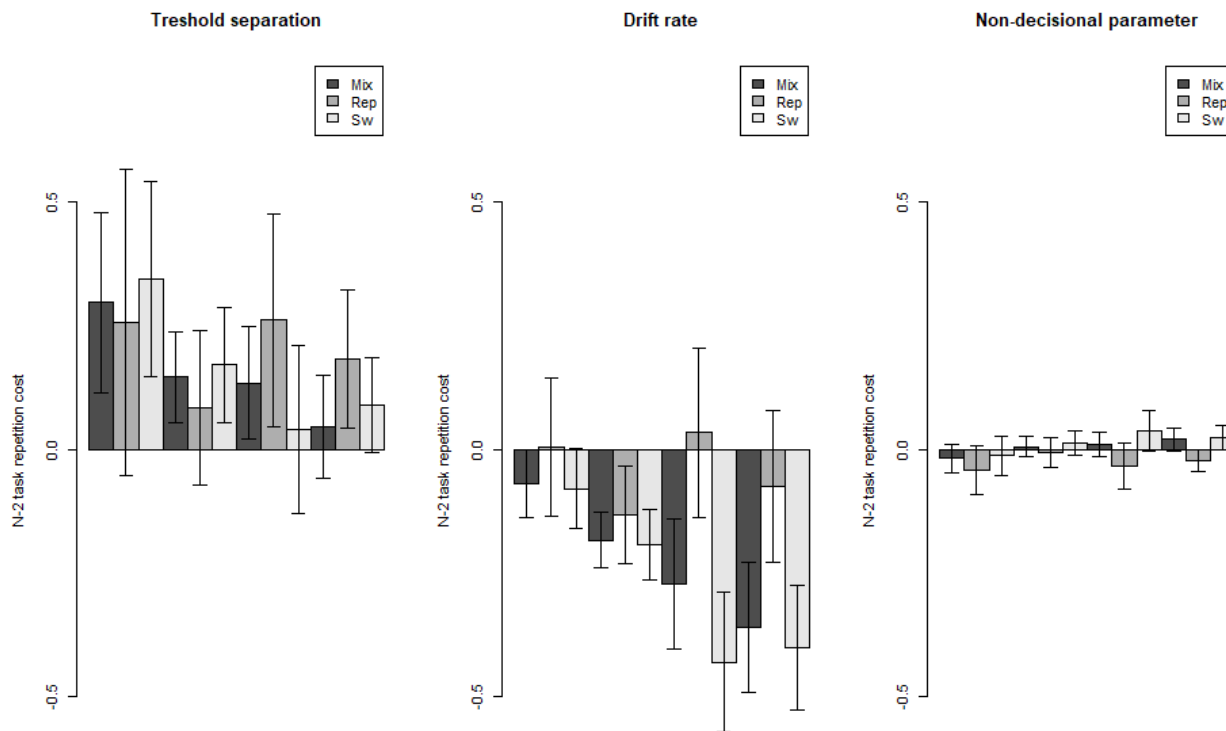 Treshold separation
Mix
Rep
Sw
0.5
0.0
-0.5
N-2 task repetition cost
Drift rate
Mix
Rep
Sw
0.5
0.0
-0.5
N-2 task repetition cost
Non-decisional parameter
Mix
Rep
Sw
0.5
0.0
-0.5
N-2 task repetition cost